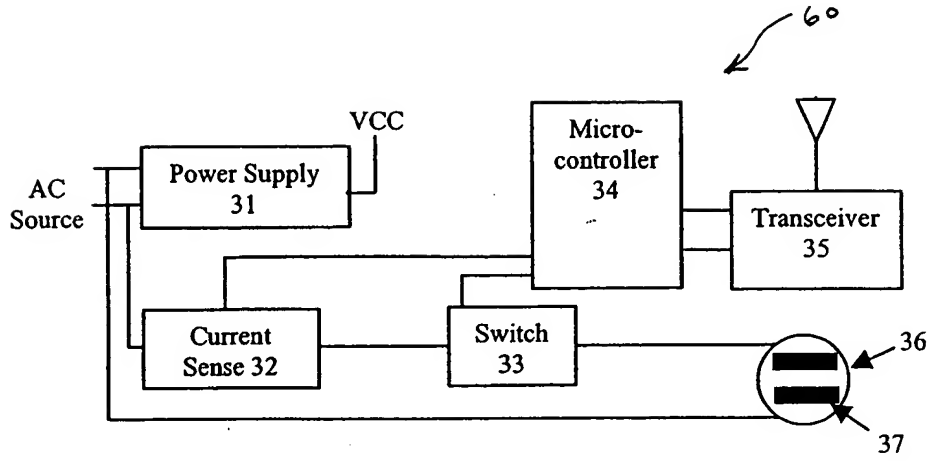 60
VCC
AC
Source
Power Supply
31
Micro-
controller
34
Transceiver
35
Current
Sense 32
Switch
33
36
37